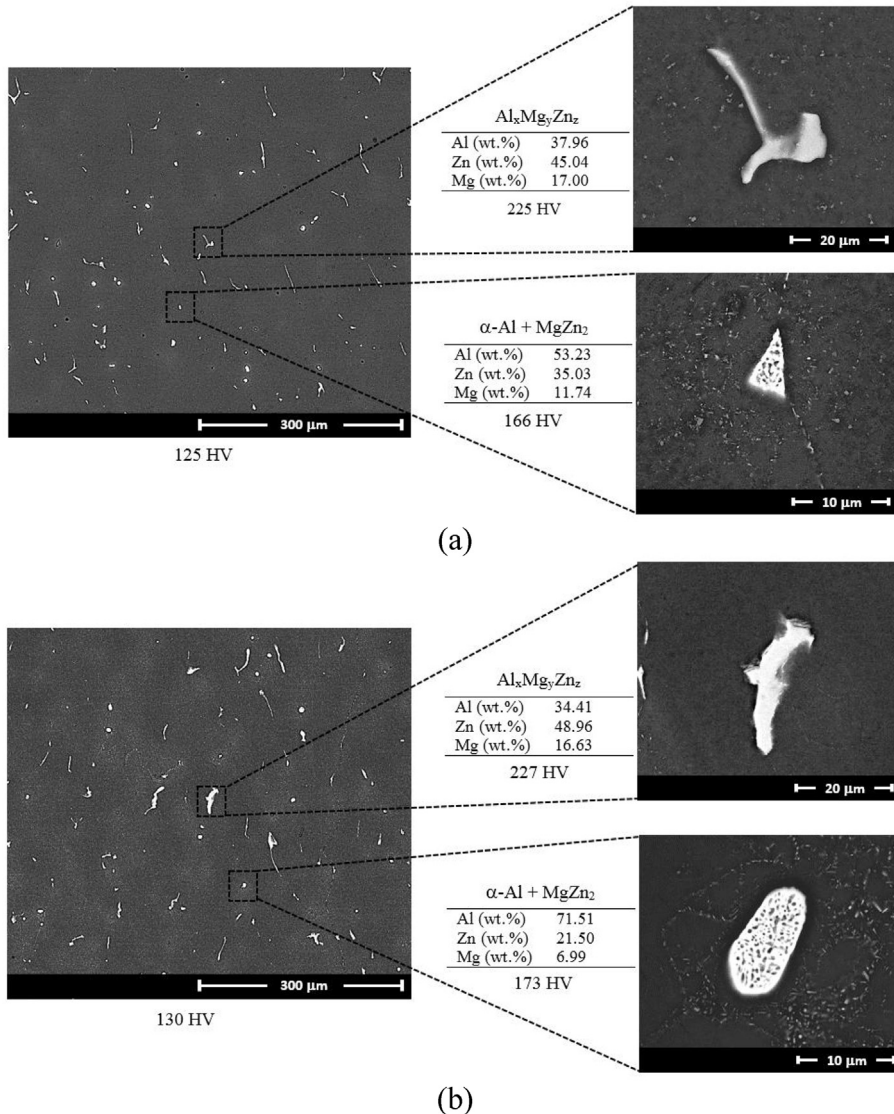 Al_xMg_yZn_z
Al (wt.%) 37.96
Zn (wt.%) 45.04
Mg (wt.%) 17.00
225 HV
20 µm
α-Al + MgZn₂
Al (wt.%) 53.23
Zn (wt.%) 35.03
Mg (wt.%) 11.74
166 HV
10 µm
300 µm
125 HV
(a)
Al_xMg_yZn_z
Al (wt.%) 34.41
Zn (wt.%) 48.96
Mg (wt.%) 16.63
227 HV
20 µm
α-Al + MgZn₂
Al (wt.%) 71.51
Zn (wt.%) 21.50
Mg (wt.%) 6.99
173 HV
10 µm
300 µm
130 HV
(b)